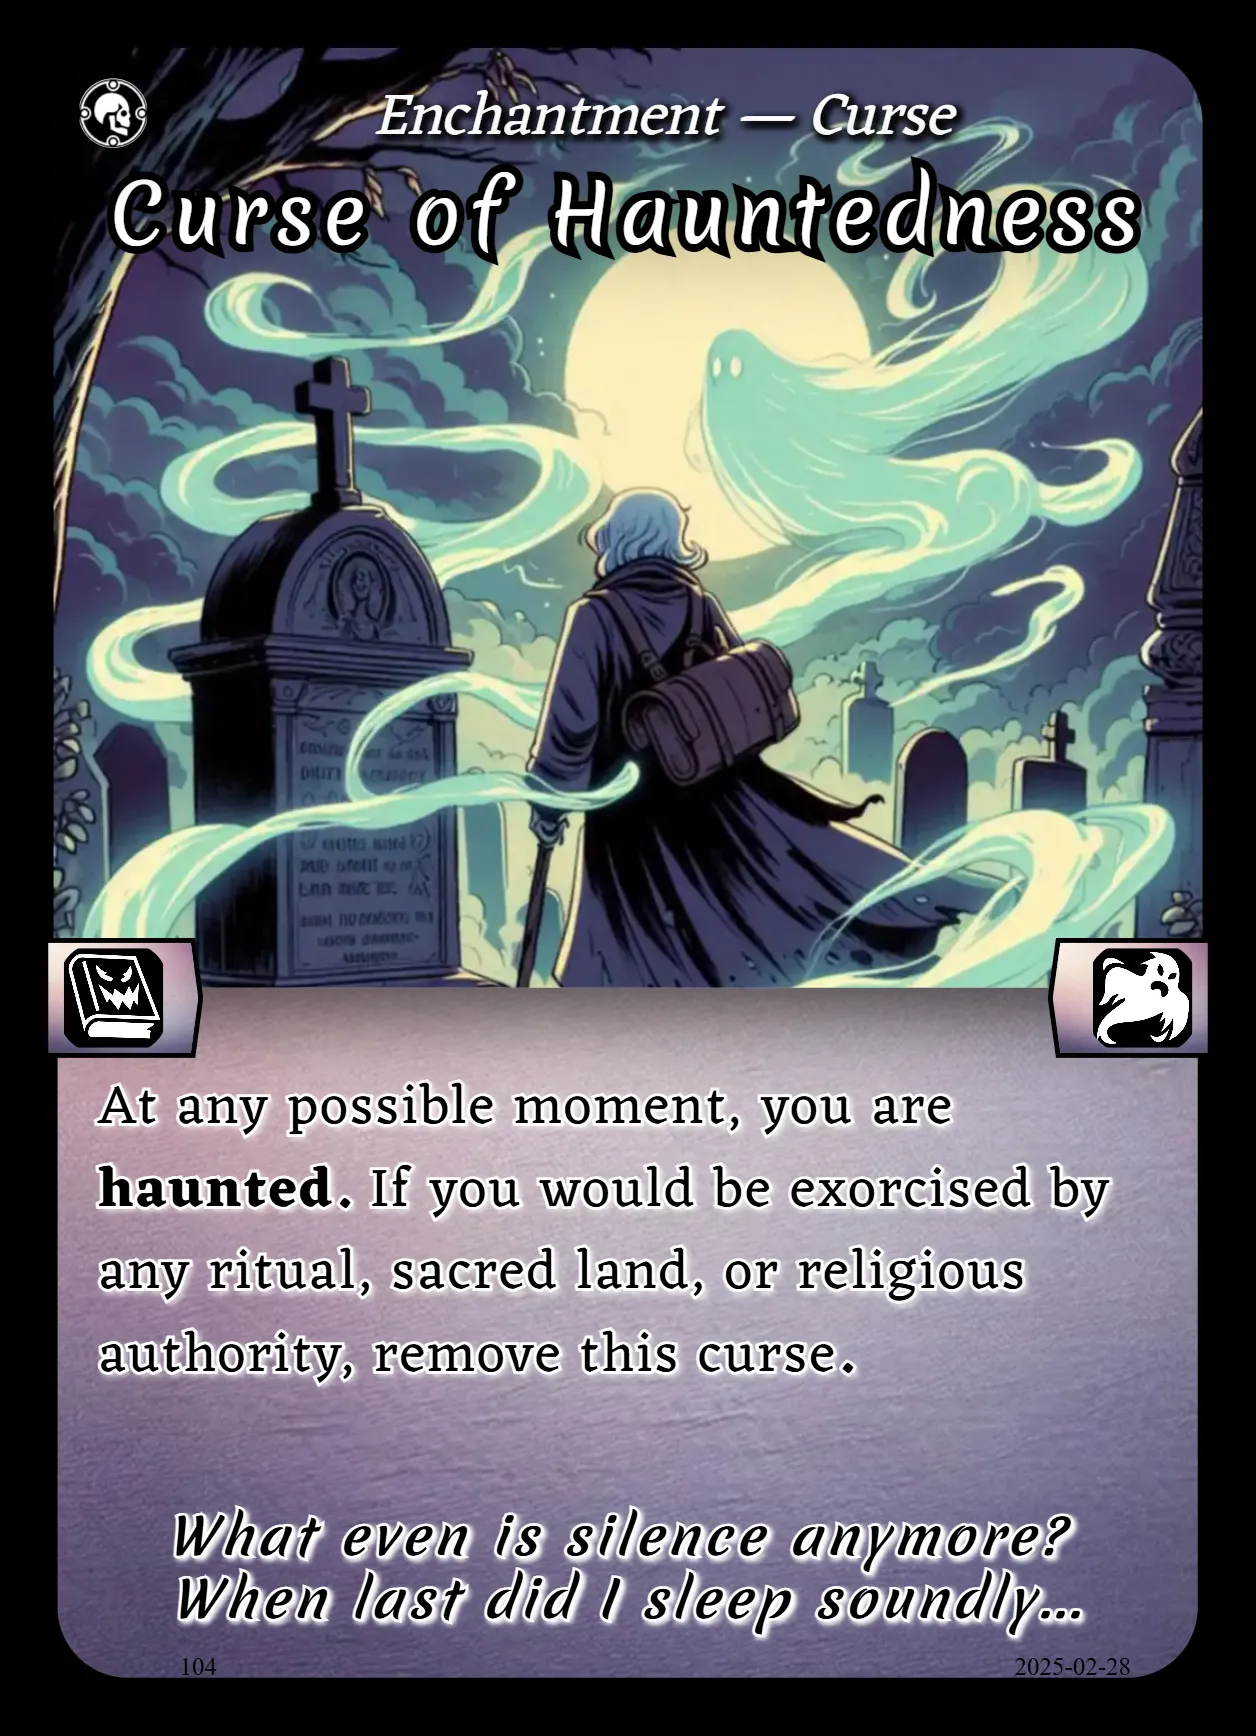 Enchantment — Curse
Curse of Hauntedness
At any possible moment, you are
haunted. If you would be exorcised by
any ritual, sacred land, or religious
authority, remove this curse.
What even is silence anymore?
When last did I sleep soundly...
104 2025-02-28